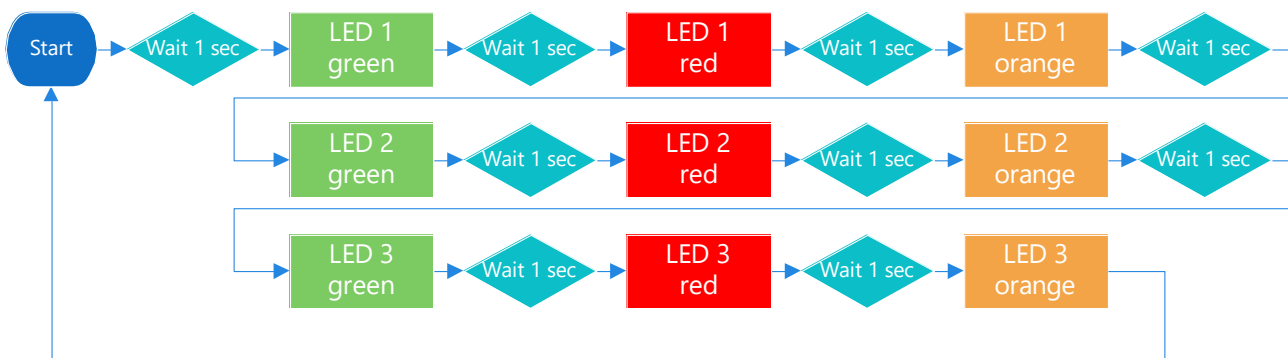 Start
Wait 1 sec
LED 1
green
Wait 1 sec
LED 1
red
Wait 1 sec
LED 1
orange
Wait 1 sec
LED 2
green
Wait 1 sec
LED 2
red
Wait 1 sec
LED 2
orange
Wait 1 sec
LED 3
green
Wait 1 sec
LED 3
red
Wait 1 sec
LED 3
orange